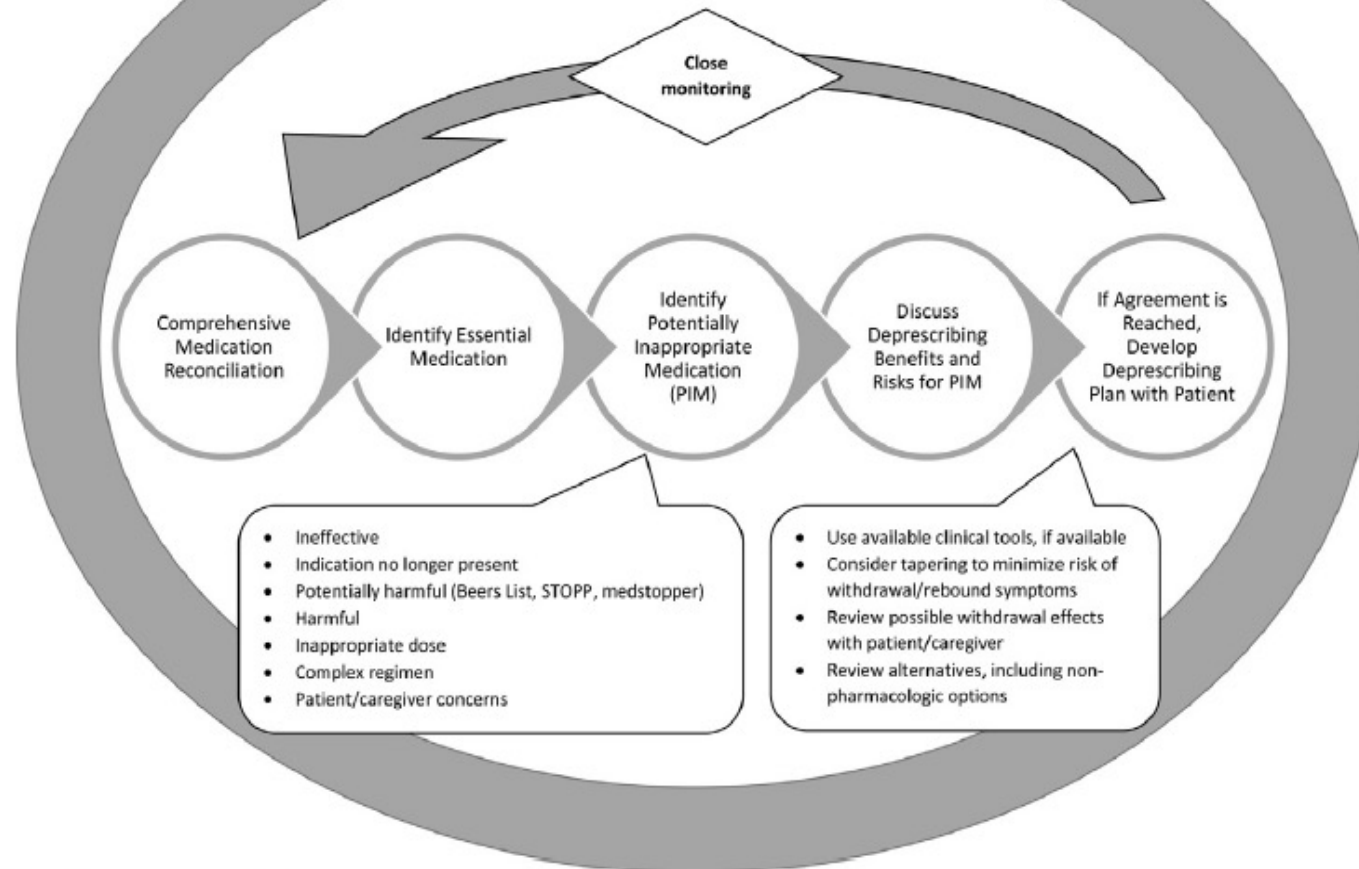 Close
monitoring
Comprehensive
Medication
Reconciliation
Identify Essential
Medication
Identify
Potentially
Inappropriate
Medication
(PIM)
Discuss
Deprescribing
Benefits and
Risks for PIM
If Agreement is
Reached,
Develop
Deprescribing
Plan with Patient
• Ineffective
• Indication no longer present
• Potentially harmful (Beers List, STOPP, medstopper)
• Harmful
• Inappropriate dose
• Complex regimen
• Patient/caregiver concerns
• Use available clinical tools, if available
• Consider tapering to minimize risk of
withdrawal/rebound symptoms
• Review possible withdrawal effects
with patient/caregiver
• Review alternatives, including non-
pharmacologic options